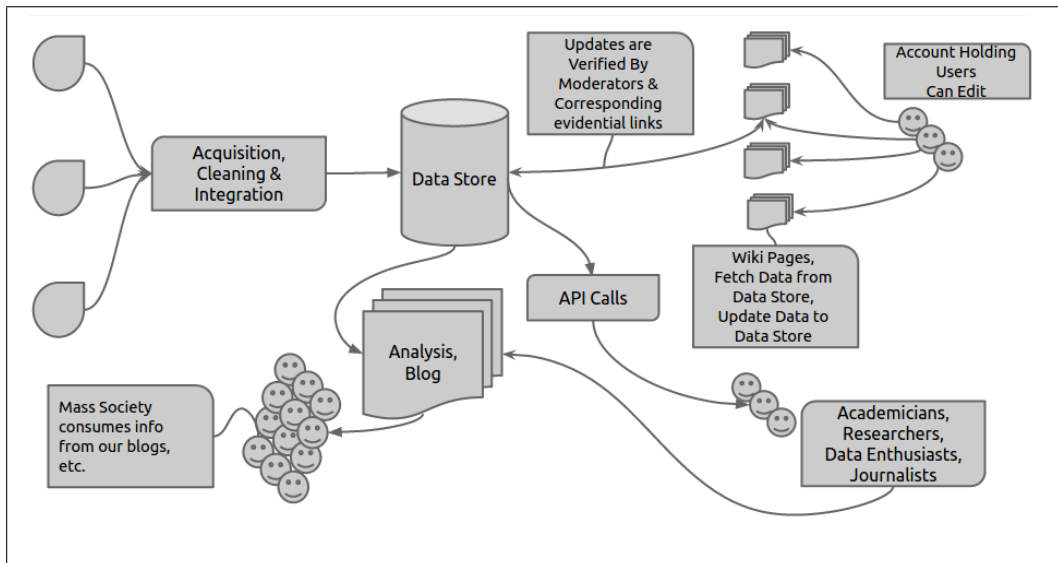 Updates are
Verified By
Moderators &
Corresponding
evidential links
Account Holding
Users
Can Edit
Acquisition,
Cleaning &
Integration
Data Store
Wiki Pages,
Fetch Data from
Data Store,
Update Data to
Data Store
API Calls
Analysis,
Blog
Mass Society
consumes info
from our blogs,
etc.
Academicians,
Researchers,
Data Enthusiasts,
Journalists